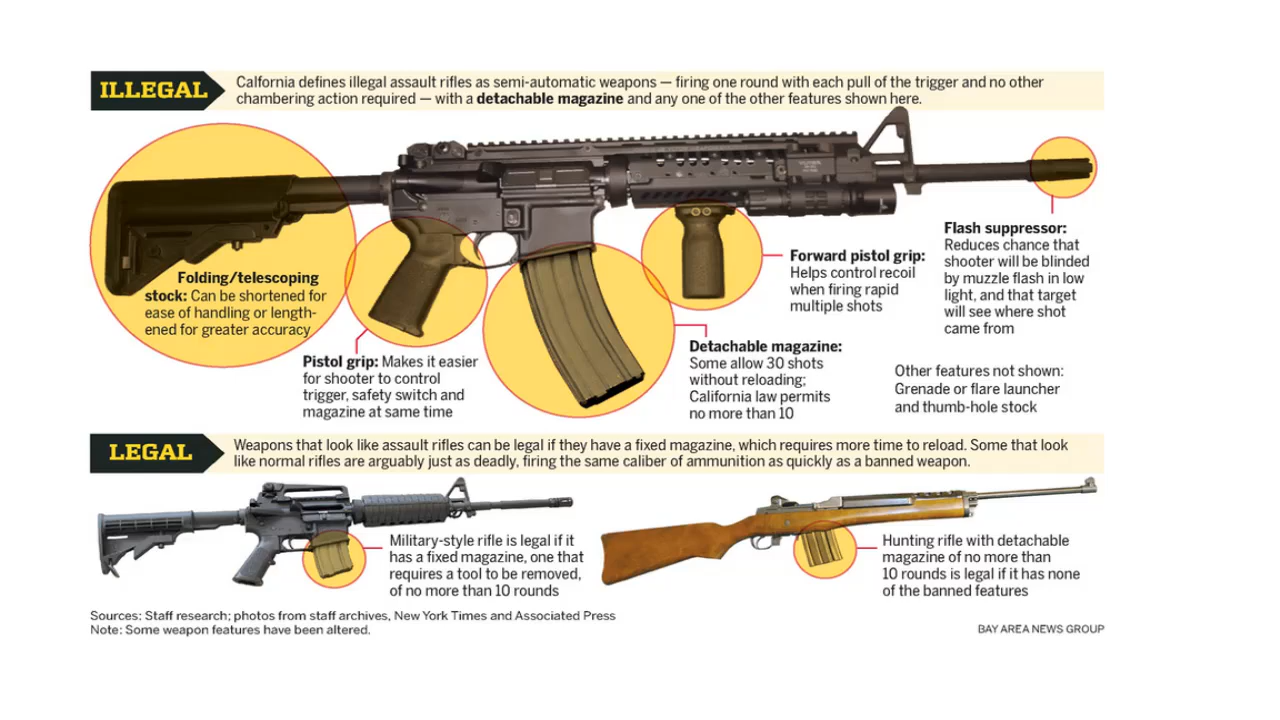 ILLEGAL
Calfornia defines illegal assault rifles as semi-automatic weapons — firing one round with each pull of the trigger and no other
chambering action required — with a detachable magazine and any one of the other features shown here.
Folding/telescoping
stock: Can be shortened for
ease of handling or length-
ened for greater accuracy
Pistol grip: Makes it easier
for shooter to control
trigger, safety switch and
magazine at same time
Detachable magazine:
Some allow 30 shots
without reloading;
California law permits
no more than 10
Forward pistol grip:
Helps control recoil
when firing rapid
multiple shots
Flash suppressor:
Reduces chance that
shooter will be blinded
by muzzle flash in low
light, and that target
will see where shot
came from
Other features not shown:
Grenade or flare launcher
and thumb-hole stock
LEGAL
Weapons that look like assault rifles can be legal if they have a fixed magazine, which requires more time to reload. Some that look
like normal rifles are arguably just as deadly, firing the same caliber of ammunition as quickly as a banned weapon.
Military-style rifle is legal if it
has a fixed magazine, one that
requires a tool to be removed,
of no more than 10 rounds
Hunting rifle with detachable
magazine of no more than
10 rounds is legal if it has none
of the banned features
Sources: Staff research; photos from staff archives, New York Times and Associated Press
Note: Some weapon features have been altered.
BAY AREA NEWS GROUP